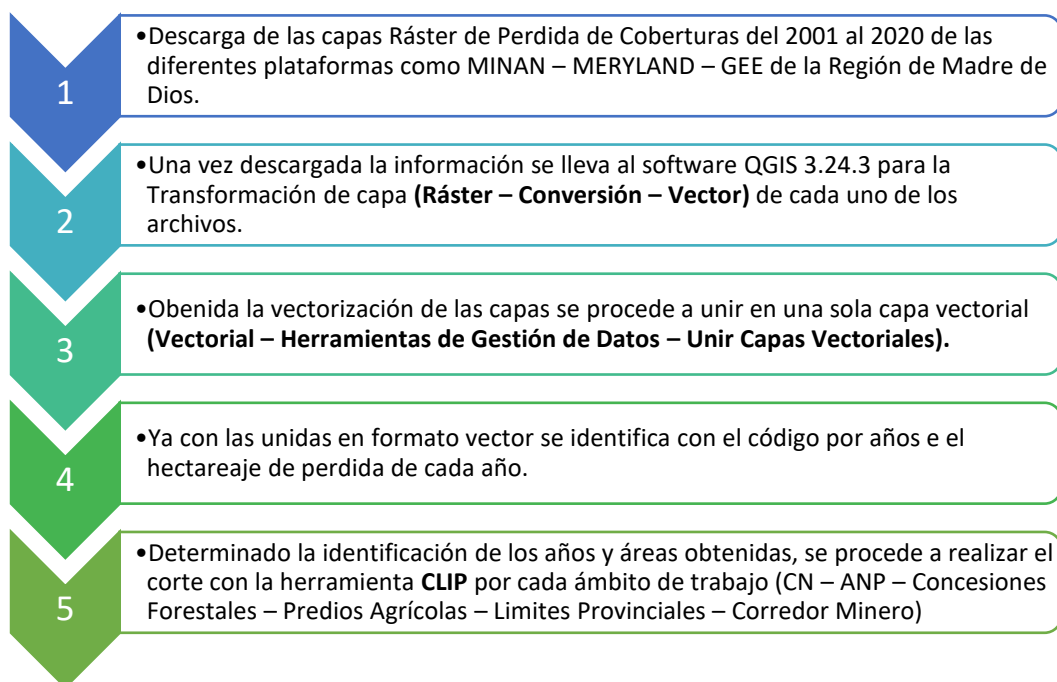 1
•Descarga de las capas Ráster de Perdida de Coberturas del 2001 al 2020 de las
diferentes plataformas como MINAN – MERYLAND – GEE de la Región de Madre de
Dios.
2
•Una vez descargada la información se lleva al software QGIS 3.24.3 para la
Transformación de capa (Ráster – Conversión – Vector) de cada uno de los
archivos.
3
•Obenida la vectorización de las capas se procede a unir en una sola capa vectorial
(Vectorial – Herramientas de Gestión de Datos – Unir Capas Vectoriales).
4
•Ya con las unidas en formato vector se identifica con el código por años e el
hectareaje de perdida de cada año.
5
•Determinado la identificación de los años y áreas obtenidas, se procede a realizar el
corte con la herramienta CLIP por cada ámbito de trabajo (CN – ANP – Concesiones
Forestales – Predios Agrícolas – Limites Provinciales – Corredor Minero)